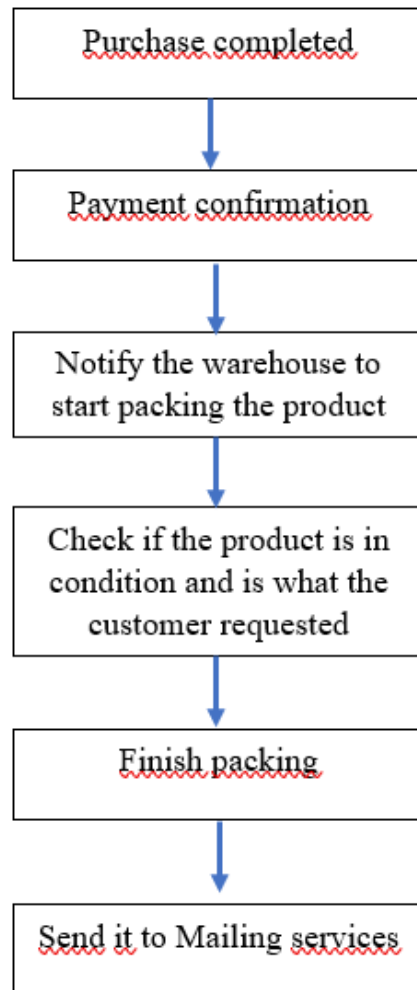 Purchase completed
Payment confirmation
Notify the warehouse to
start packing the product
Check if the product is in
condition and is what the
customer requested
Finish packing
Send it to Mailing services